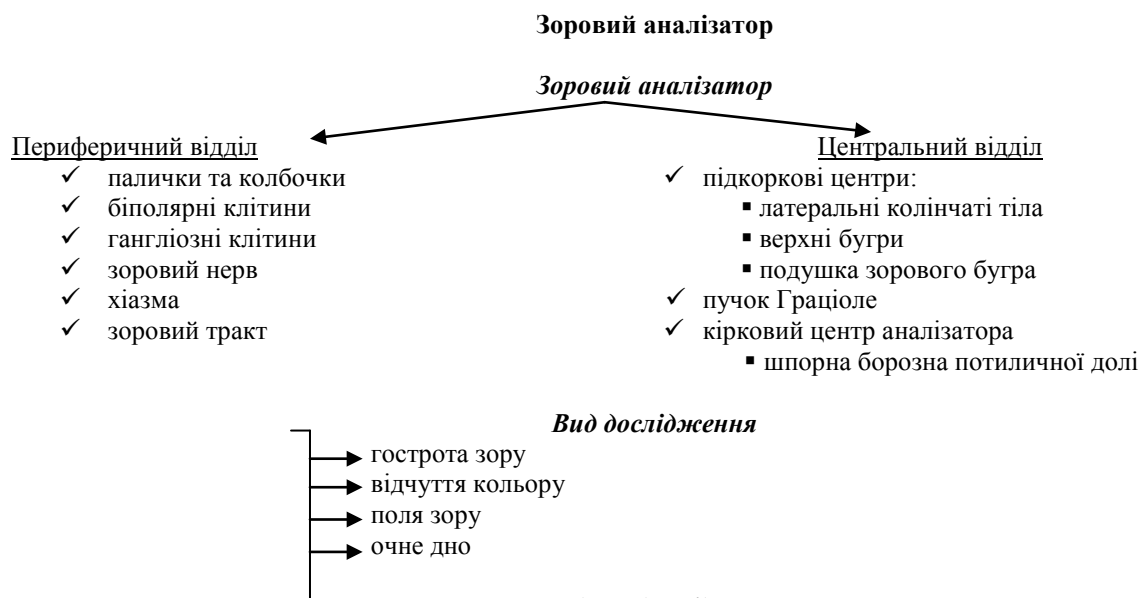 Зоровий аналізатор
Зоровий аналізатор
Периферичний відділ
палички та колбочки
біполярні клітини
гангліозні клітини
зоровий нерв
хіазма
зоровий тракт
Центральний відділ
підкоркові центри:
латеральні колінчаті тіла
верхні бугри
подушка зорового бугра
пучок Граціоле
кірковий центр аналізатора
шпорна борозна потиличної долі
Вид дослідження
гострота зору
відчуття кольору
поля зору
очне дно